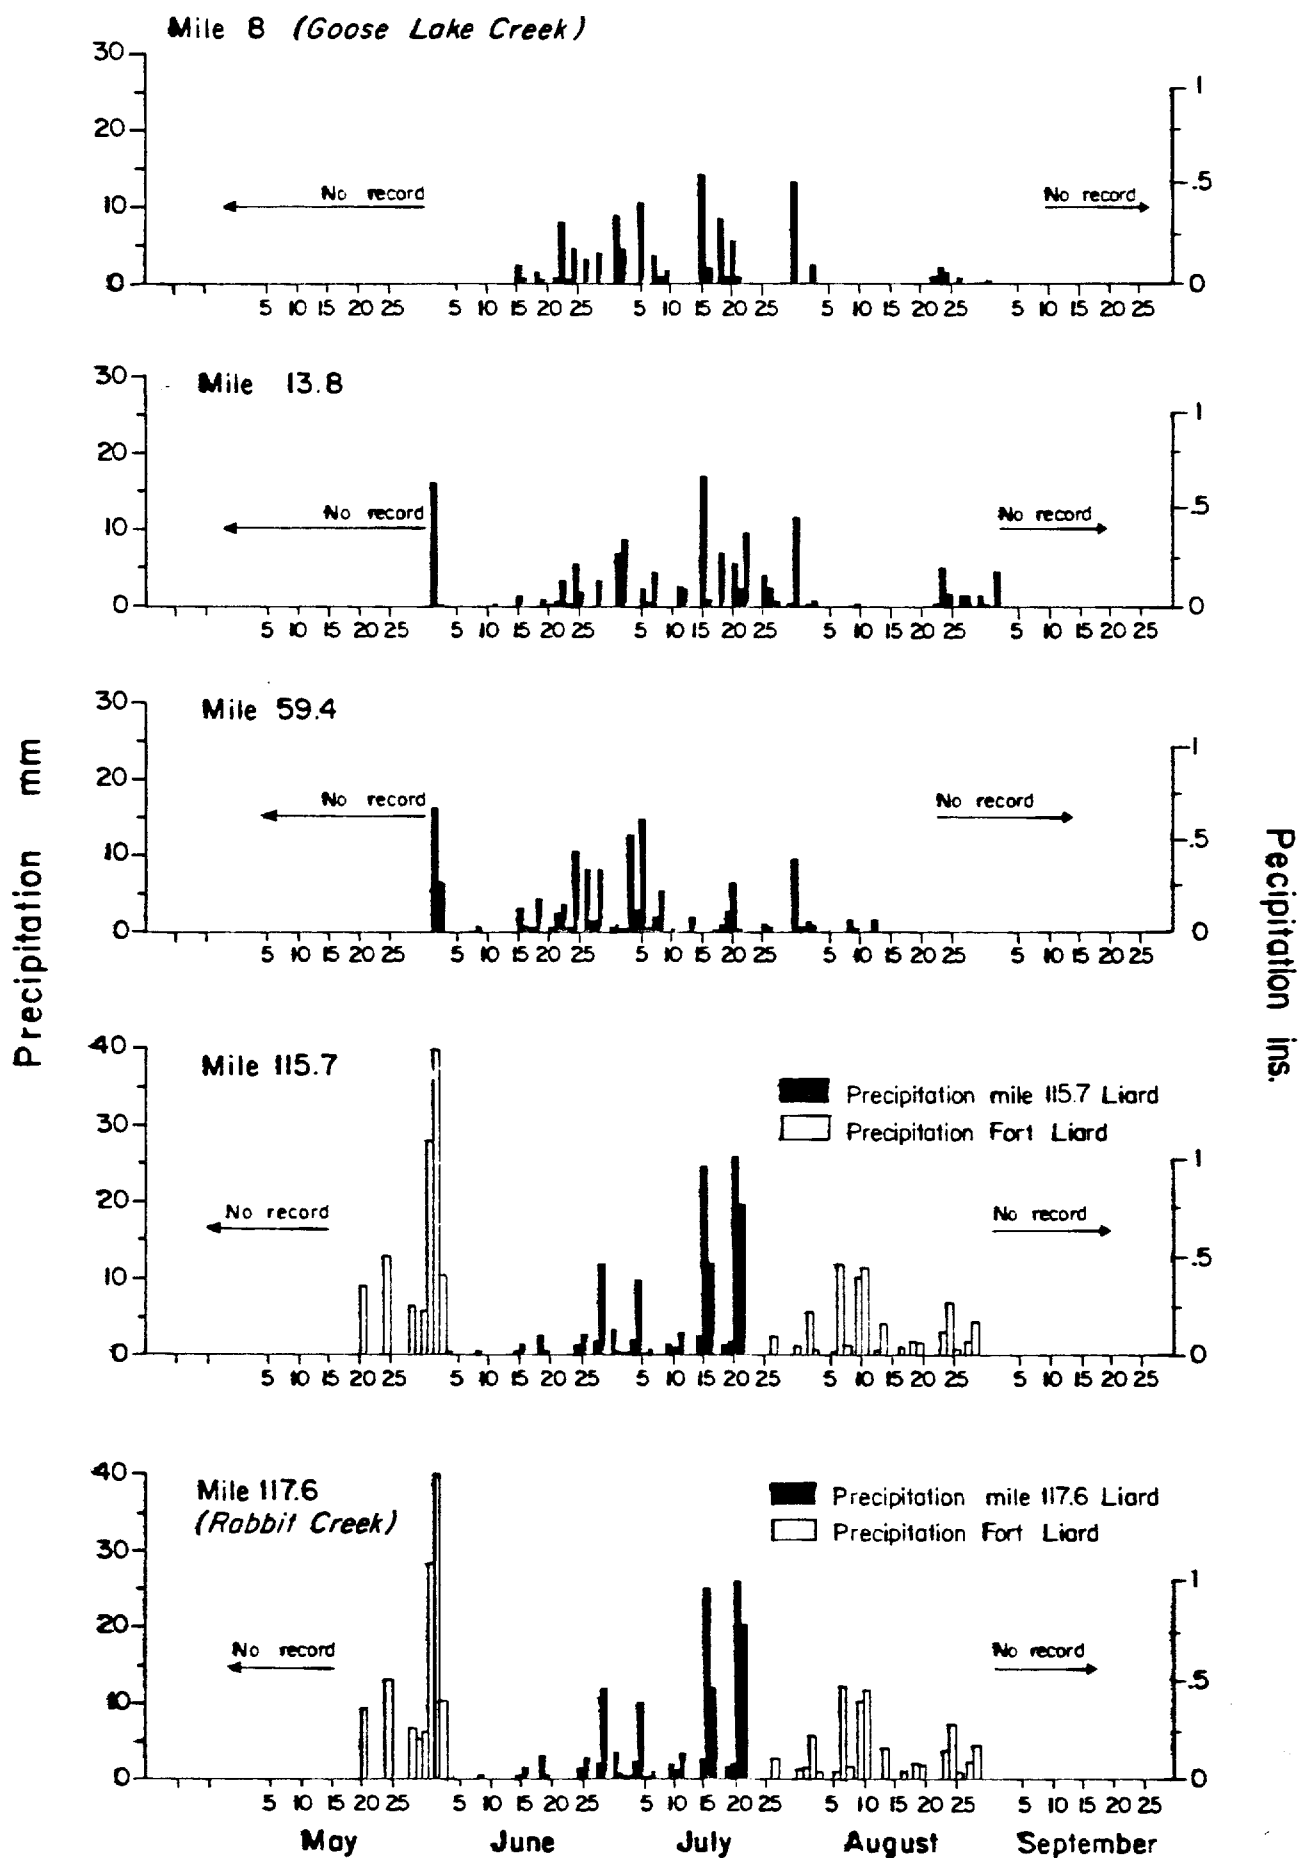 Mile 8 (Goose Lake Creek)
30
20
10
0
1
.5
0
No record
No record
5 10 15 20 25 5 10 15 20 25 5 10 15 20 25 5 10 15 20 25 5 10 15 20 25
Mile 13.8
30
20
10
0
1
.5
0
No record
No record
5 10 15 20 25 5 10 15 20 25 5 10 15 20 25 5 10 15 20 25 5 10 15 20 25
Mile 59.4
30
20
10
0
1
.5
0
No record
No record
5 10 15 20 25 5 10 15 20 25 5 10 15 20 25 5 10 15 20 25 5 10 15 20 25
Precipitation mm
Pecipitation ins.
Mile 115.7
40
30
20
10
0
1
.5
0
Precipitation mile 115.7 Liard
Precipitation Fort Liard
No record
No record
5 10 15 20 25 5 10 15 20 25 5 10 15 20 25 5 10 15 20 25 5 10 15 20 25
Mile 117.6
(Rabbit Creek)
40
30
20
10
0
1
.5
0
Precipitation mile 117.6 Liard
Precipitation Fort Liard
No record
No record
5 10 15 20 25 5 10 15 20 25 5 10 15 20 25 5 10 15 20 25 5 10 15 20 25
May June July August September